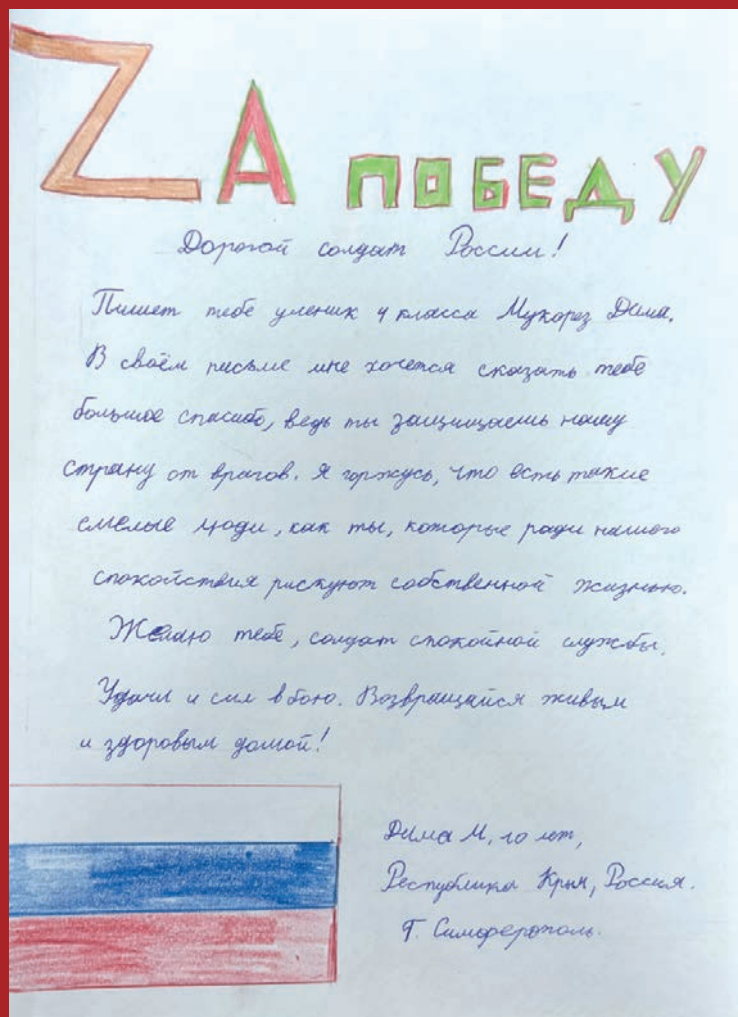 ZА ПОБЕДУ
Дорогой солдат России!
Пишет тебе ученик 4 класса Мукорез Дима.
В своём письме мне хочется сказать тебе
большое спасибо, ведь ты защищаешь нашу
страну от врагов. Я горжусь, что есть такие
смелые люди, как ты, которые ради нашего
спокойствия рискуют собственной жизнью.
Желаю тебе, солдат спокойной службы.
Удачи и сил в бою. Возвращайся живым
и здоровым домой!
Дима М, 10 лет,
Республика Крым, Россия.
Г. Симферополь.